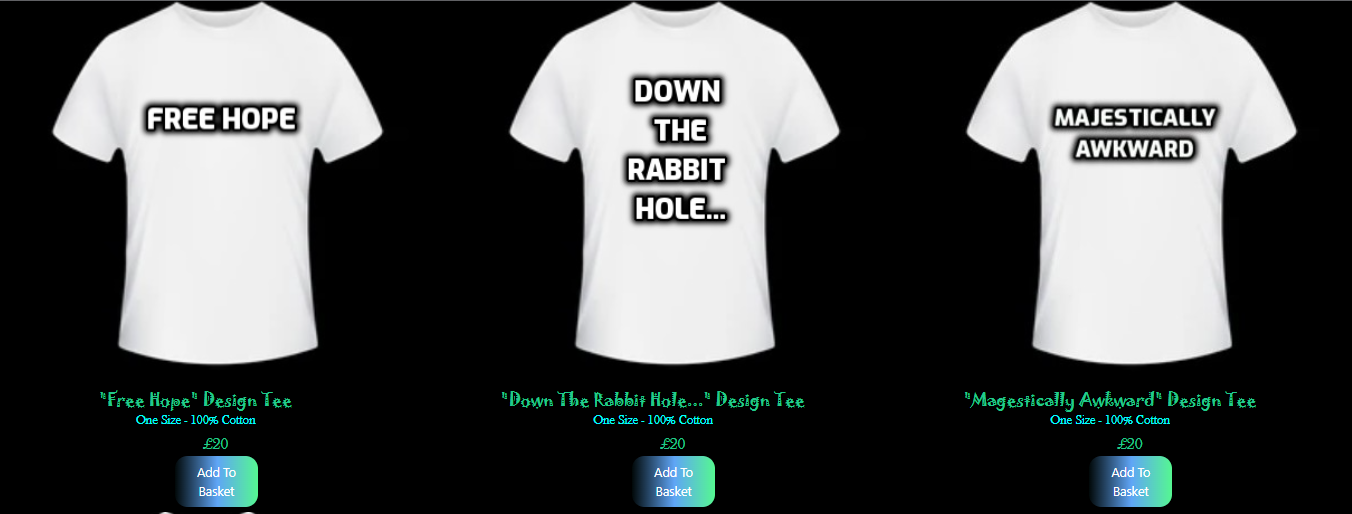 FREE HOPE
DOWN
THE
RABBIT
HOLE...
MAJESTICALLY
AWKWARD
"Free Hope" Design Tee
One Size - 100% Cotton
£20
Add To
Basket
"Down The Rabbit Hole..." Design Tee
One Size - 100% Cotton
£20
Add To
Basket
"Magestically Awkward" Design Tee
One Size - 100% Cotton
£20
Add To
Basket